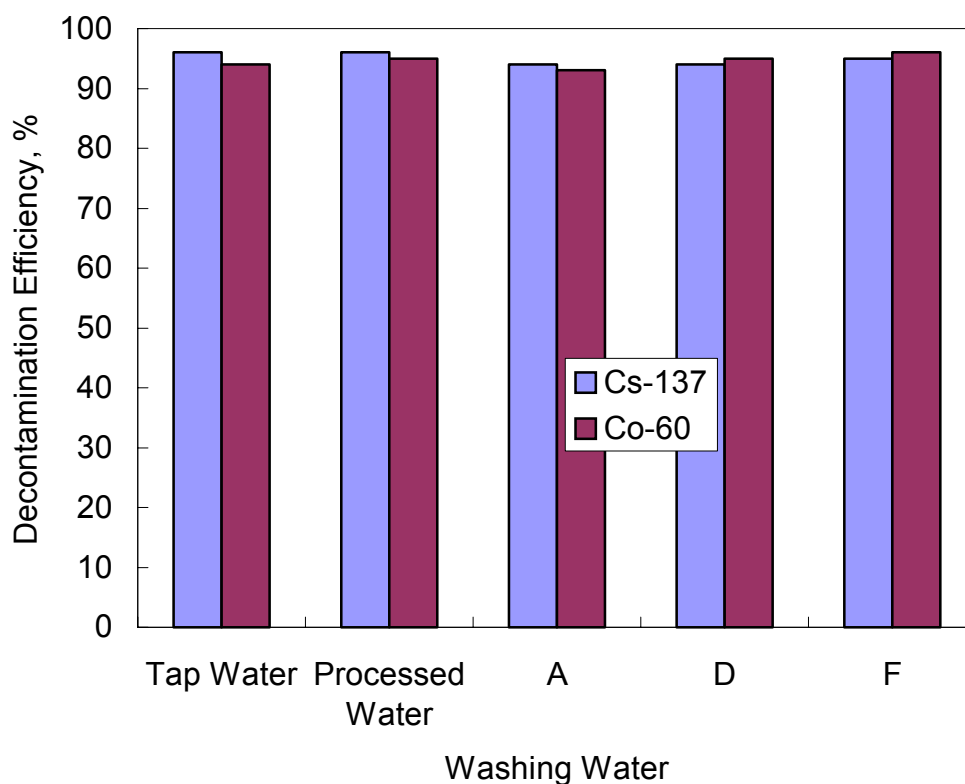 100
90
80
70
60
50
40
30
20
10
0
Decontamination Efficiency, %
Cs-137
Co-60
Tap Water Processed Water A D F
Washing Water